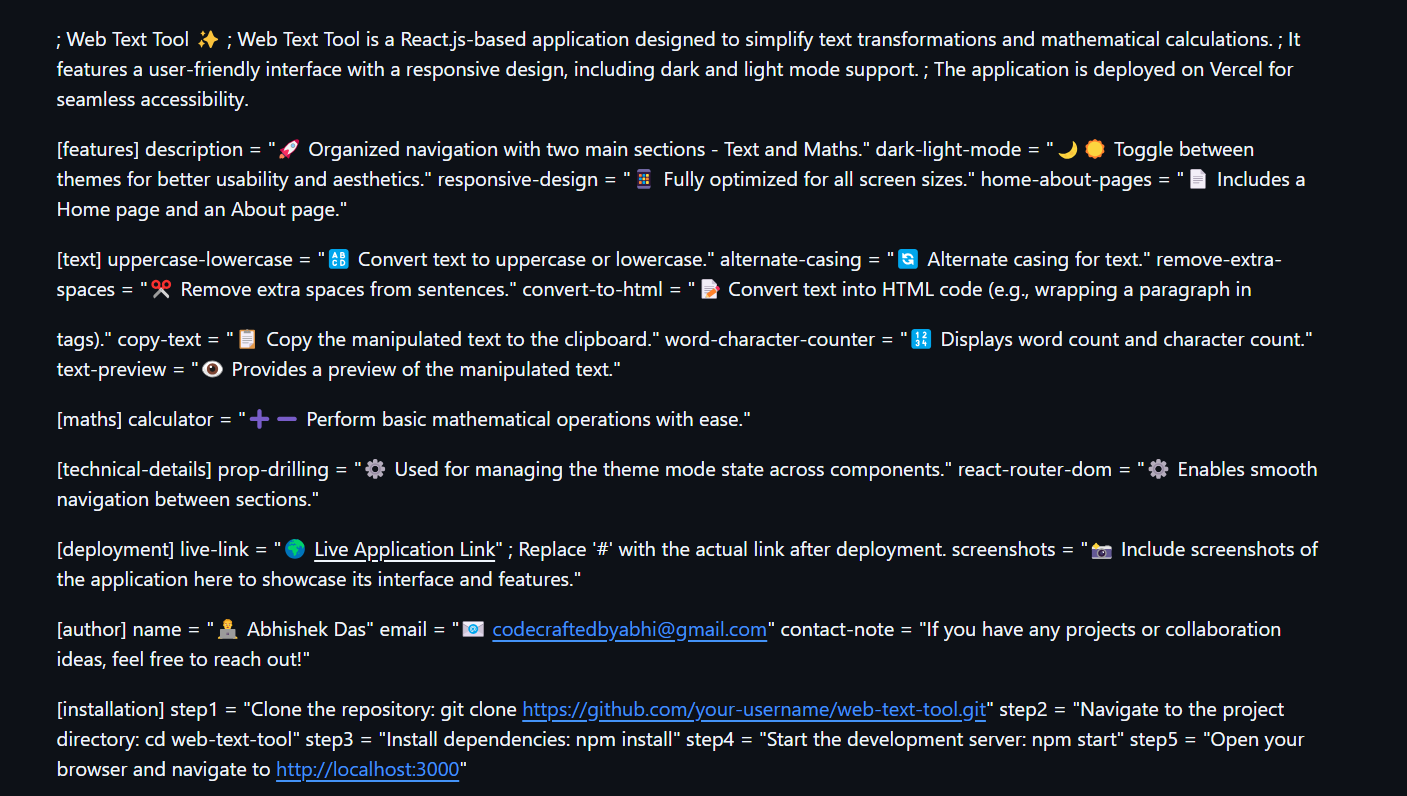 ; Web Text Tool ✨ ; Web Text Tool is a React.js-based application designed to simplify text transformations and mathematical calculations. ; It
features a user-friendly interface with a responsive design, including dark and light mode support. ; The application is deployed on Vercel for
seamless accessibility.
[features] description = "🚀 Organized navigation with two main sections - Text and Maths." dark-light-mode = "🌙🌞 Toggle between
themes for better usability and aesthetics." responsive-design = "📱 Fully optimized for all screen sizes." home-about-pages = "📄 Includes a
Home page and an About page."
[text] uppercase-lowercase = "🔠 Convert text to uppercase or lowercase." alternate-casing = "🔄 Alternate casing for text." remove-extra-
spaces = "✂️ Remove extra spaces from sentences." convert-to-html = "📝 Convert text into HTML code (e.g., wrapping a paragraph in
tags)." copy-text = "📋 Copy the manipulated text to the clipboard." word-character-counter = "🔢 Displays word count and character count."
text-preview = "👁️ Provides a preview of the manipulated text."
[maths] calculator = "➕➖ Perform basic mathematical operations with ease."
[technical-details] prop-drilling = "⚙️ Used for managing the theme mode state across components." react-router-dom = "⚙️ Enables smooth
navigation between sections."
[deployment] live-link = "🌍 Live Application Link" ; Replace '#' with the actual link after deployment. screenshots = "📸 Include screenshots of
the application here to showcase its interface and features."
[author] name = "👨‍💻 Abhishek Das" email = "📧 codecraftedbyabhi@gmail.com" contact-note = "If you have any projects or collaboration
ideas, feel free to reach out!"
[installation] step1 = "Clone the repository: git clone https://github.com/your-username/web-text-tool.git" step2 = "Navigate to the project
directory: cd web-text-tool" step3 = "Install dependencies: npm install" step4 = "Start the development server: npm start" step5 = "Open your
browser and navigate to http://localhost:3000"